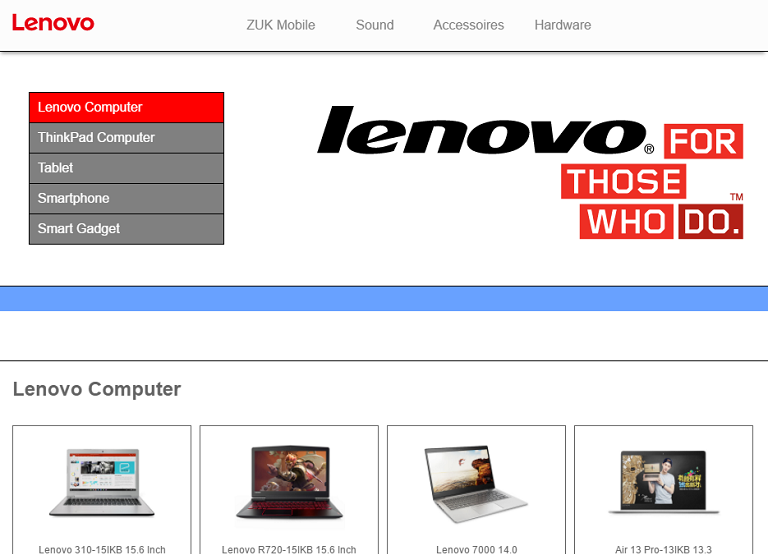 Lenovo
ZUK Mobile Sound Accessoires Hardware
Lenovo Computer
ThinkPad Computer
Tablet
Smartphone
Smart Gadget
lenovo® FOR
THOSE
TM
WHO DO.
Lenovo Computer
Lenovo 310-15IKB 15.6 Inch
Lenovo R720-15IKB 15.6 Inch
Lenovo 7000 14.0
Air 13 Pro-13IKB 13.3